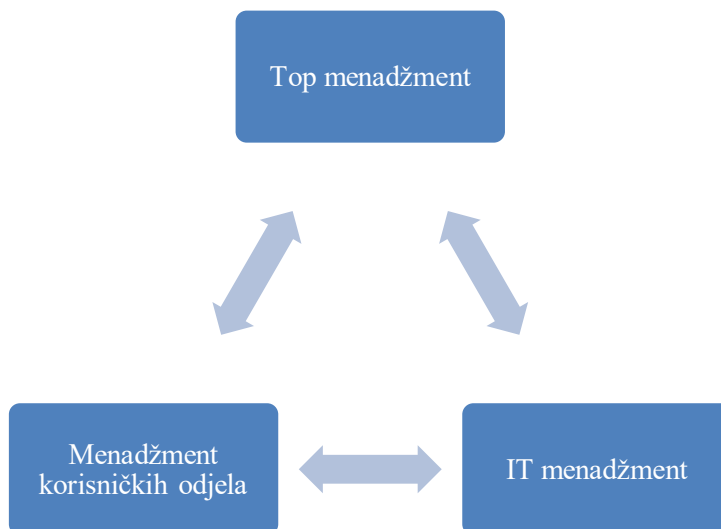 Top menadžment
Menadžment
korisničkih odjela
IT menadžment